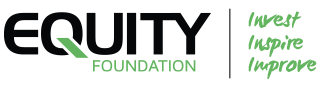 EQUITY
FOUNDATION
Invest
Inspire
Improve